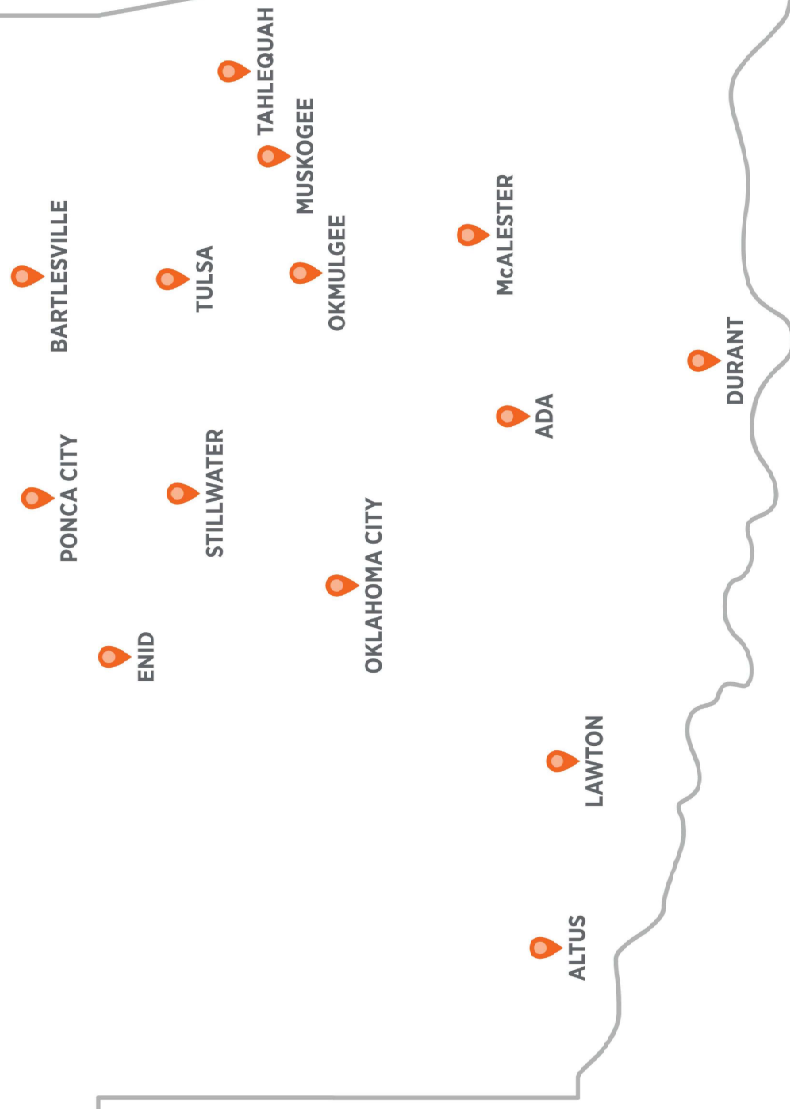 BARTLESVILLE
PONCA CITY
ENID
TULSA
STILLWATER
TAHLEQUAH
MUSKOGEE
OKMULGEE
OKLAHOMA CITY
McALESTER
ADA
ALTUS
LAWTON
DURANT